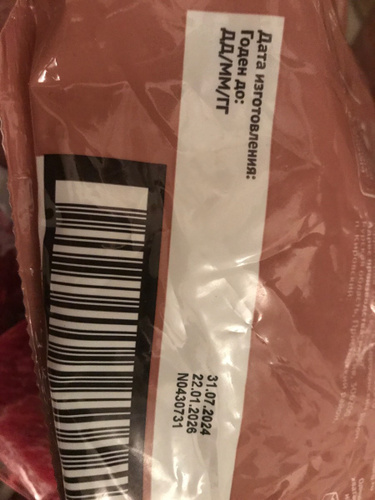 Дата изготовления:
Годен до:
ДД/ММ/ГГ
31.07.2024
22.01.2026
N0430731